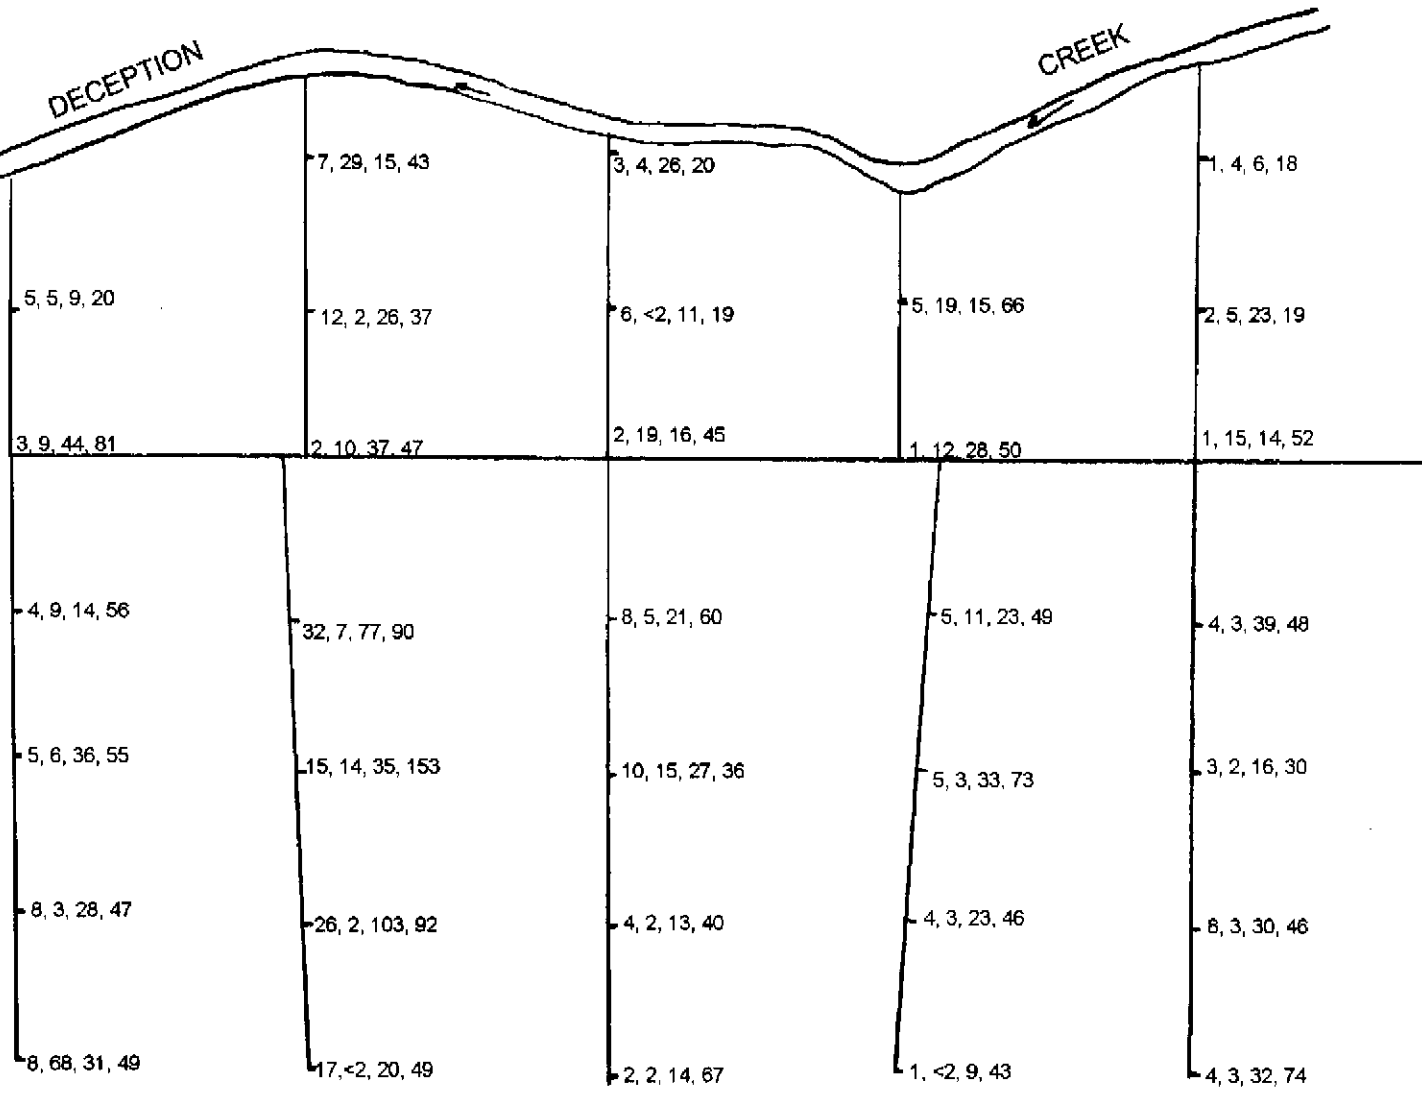 DECEPTION
CREEK
7, 29, 15, 43
3, 4, 26, 20
1, 4, 6, 18
5, 5, 9, 20
12, 2, 26, 37
6, <2, 11, 19
5, 19, 15, 66
2, 5, 23, 19
3, 9, 44, 81
2, 10, 37, 47
2, 19, 16, 45
1, 12, 28, 50
1, 15, 14, 52
4, 9, 14, 56
32, 7, 77, 90
8, 5, 21, 60
5, 11, 23, 49
4, 3, 39, 48
5, 6, 36, 55
15, 14, 35, 153
10, 15, 27, 36
5, 3, 33, 73
3, 2, 16, 30
8, 3, 28, 47
26, 2, 103, 92
4, 2, 13, 40
4, 3, 23, 46
8, 3, 30, 46
8, 68, 31, 49
17,<2, 20, 49
2, 2, 14, 67
1, <2, 9, 43
4, 3, 32, 74